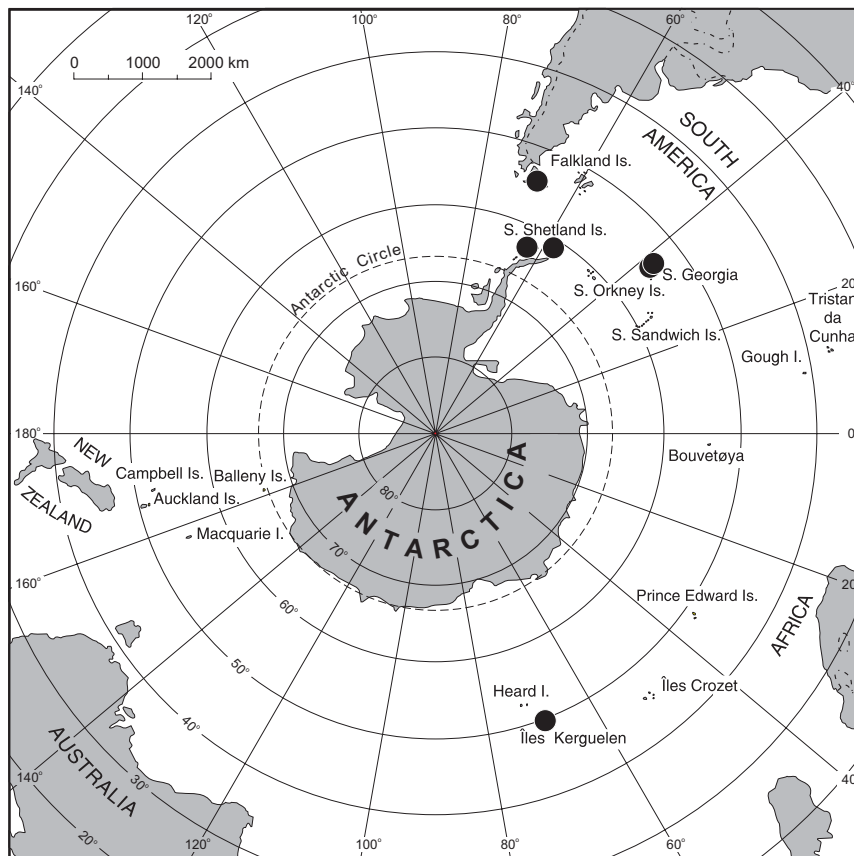 120°
100°
80°
60°
0 1000 2000 km
140°
40°
SOUTH
AMERICA
Falkland Is.
S. Shetland Is.
Antarctic Circle
S. Georgia
S. Orkney Is.
160°
20
Tristan
da
Cunha
S. Sandwich Is.
Gough I.
180°
0
NEW
ZEALAND
Campbell Is.
Balleny Is.
Auckland Is.
Macquarie I.
Bouvetøya
ANTARCTICA
80°
70°
60°
50°
40°
30°
20°
160°
20
Prince Edward Is.
AFRICA
Heard I.
Îles Crozet
Îles Kerguelen
AUSTRALIA
140°
40
120°
100°
80°
60°